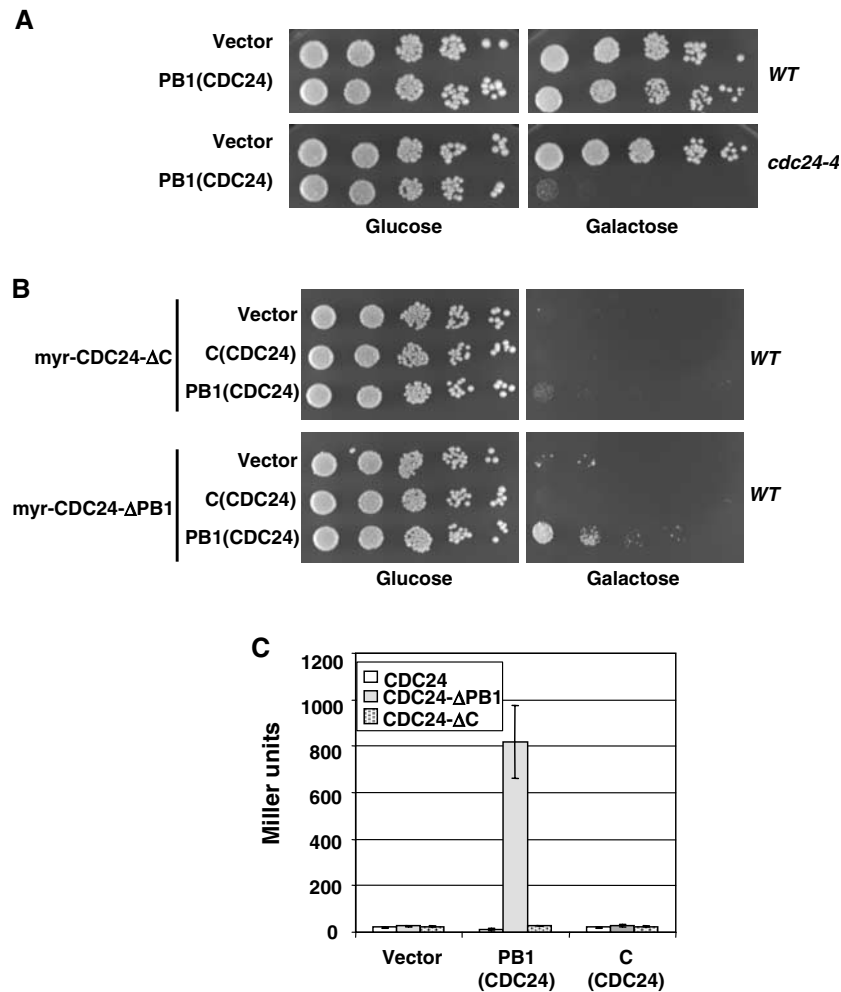 A
Vector
PB1(CDC24)
WT
Vector
PB1(CDC24)
cdc24-4
Glucose
Galactose
B
myr-CDC24-ΔC
Vector
C(CDC24)
PB1(CDC24)
WT
myr-CDC24-ΔPB1
Vector
C(CDC24)
PB1(CDC24)
WT
Glucose
Galactose
C
Miller units
1200
1000
800
600
400
200
0
CDC24
CDC24-ΔPB1
CDC24-ΔC
Vector
PB1
(CDC24)
C
(CDC24)